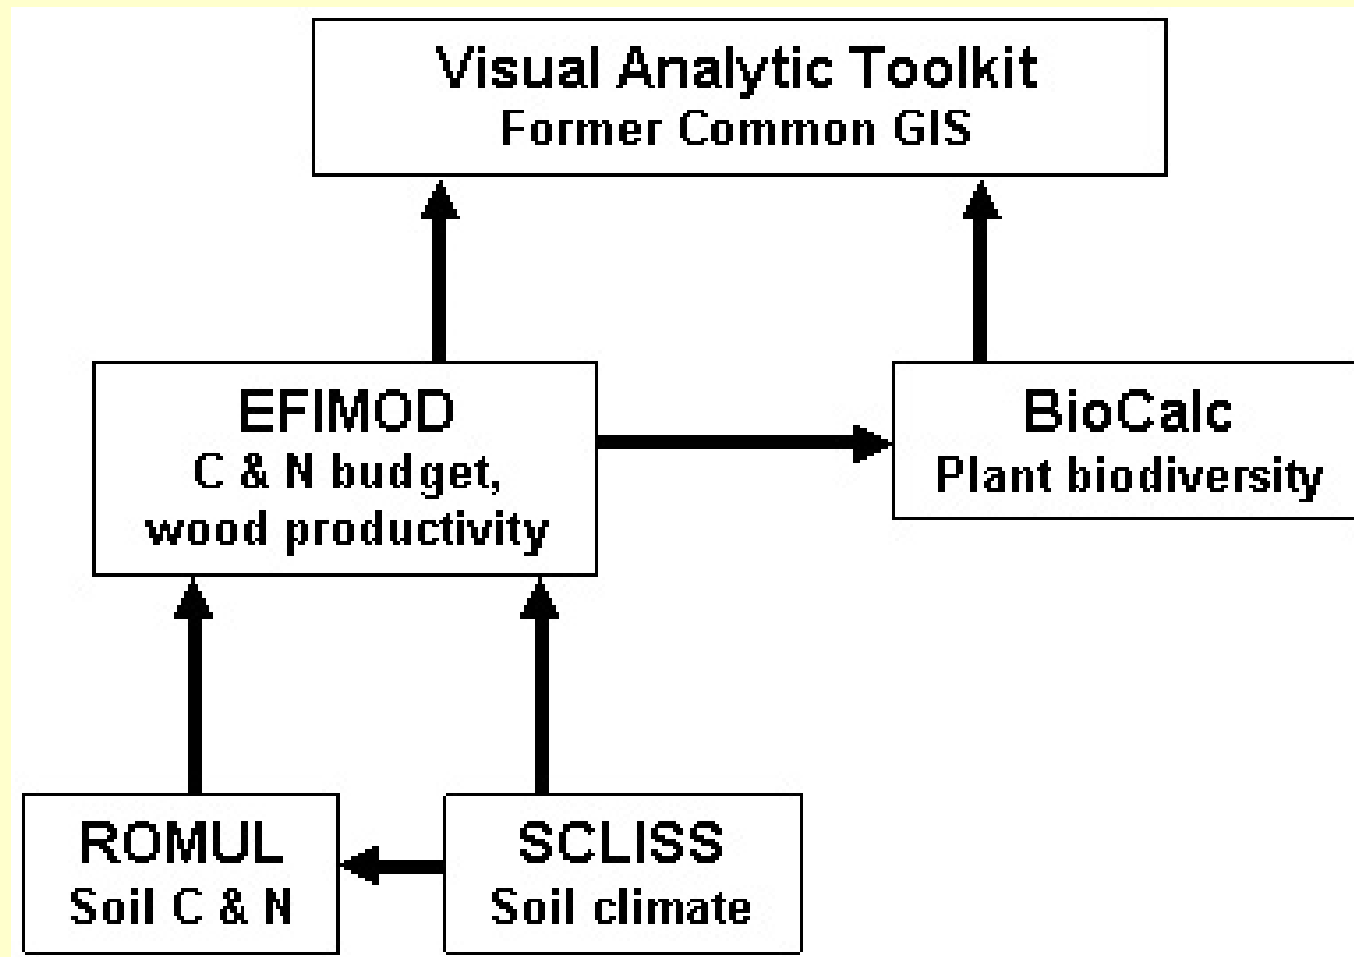 Visual Analytic Toolkit
Former Common GIS
EFIMOD
C & N budget,
wood productivity
BioCalc
Plant biodiversity
ROMUL
Soil C & N
SCLISS
Soil climate